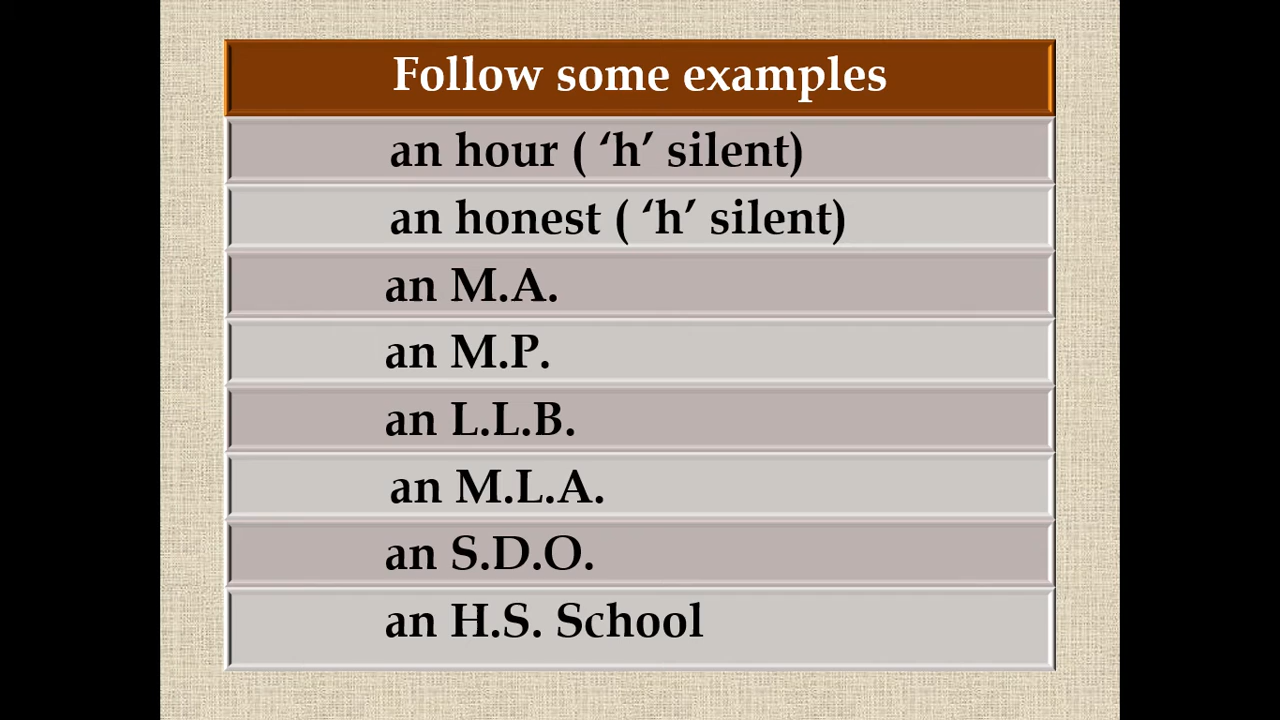 Follow some examples
an hour ( ‘h’ silent)
an honest ( ‘h’ silent)
an M.A.
an M.P.
an L.L.B.
an M.L.A.
an S.D.O.
an H.S. School